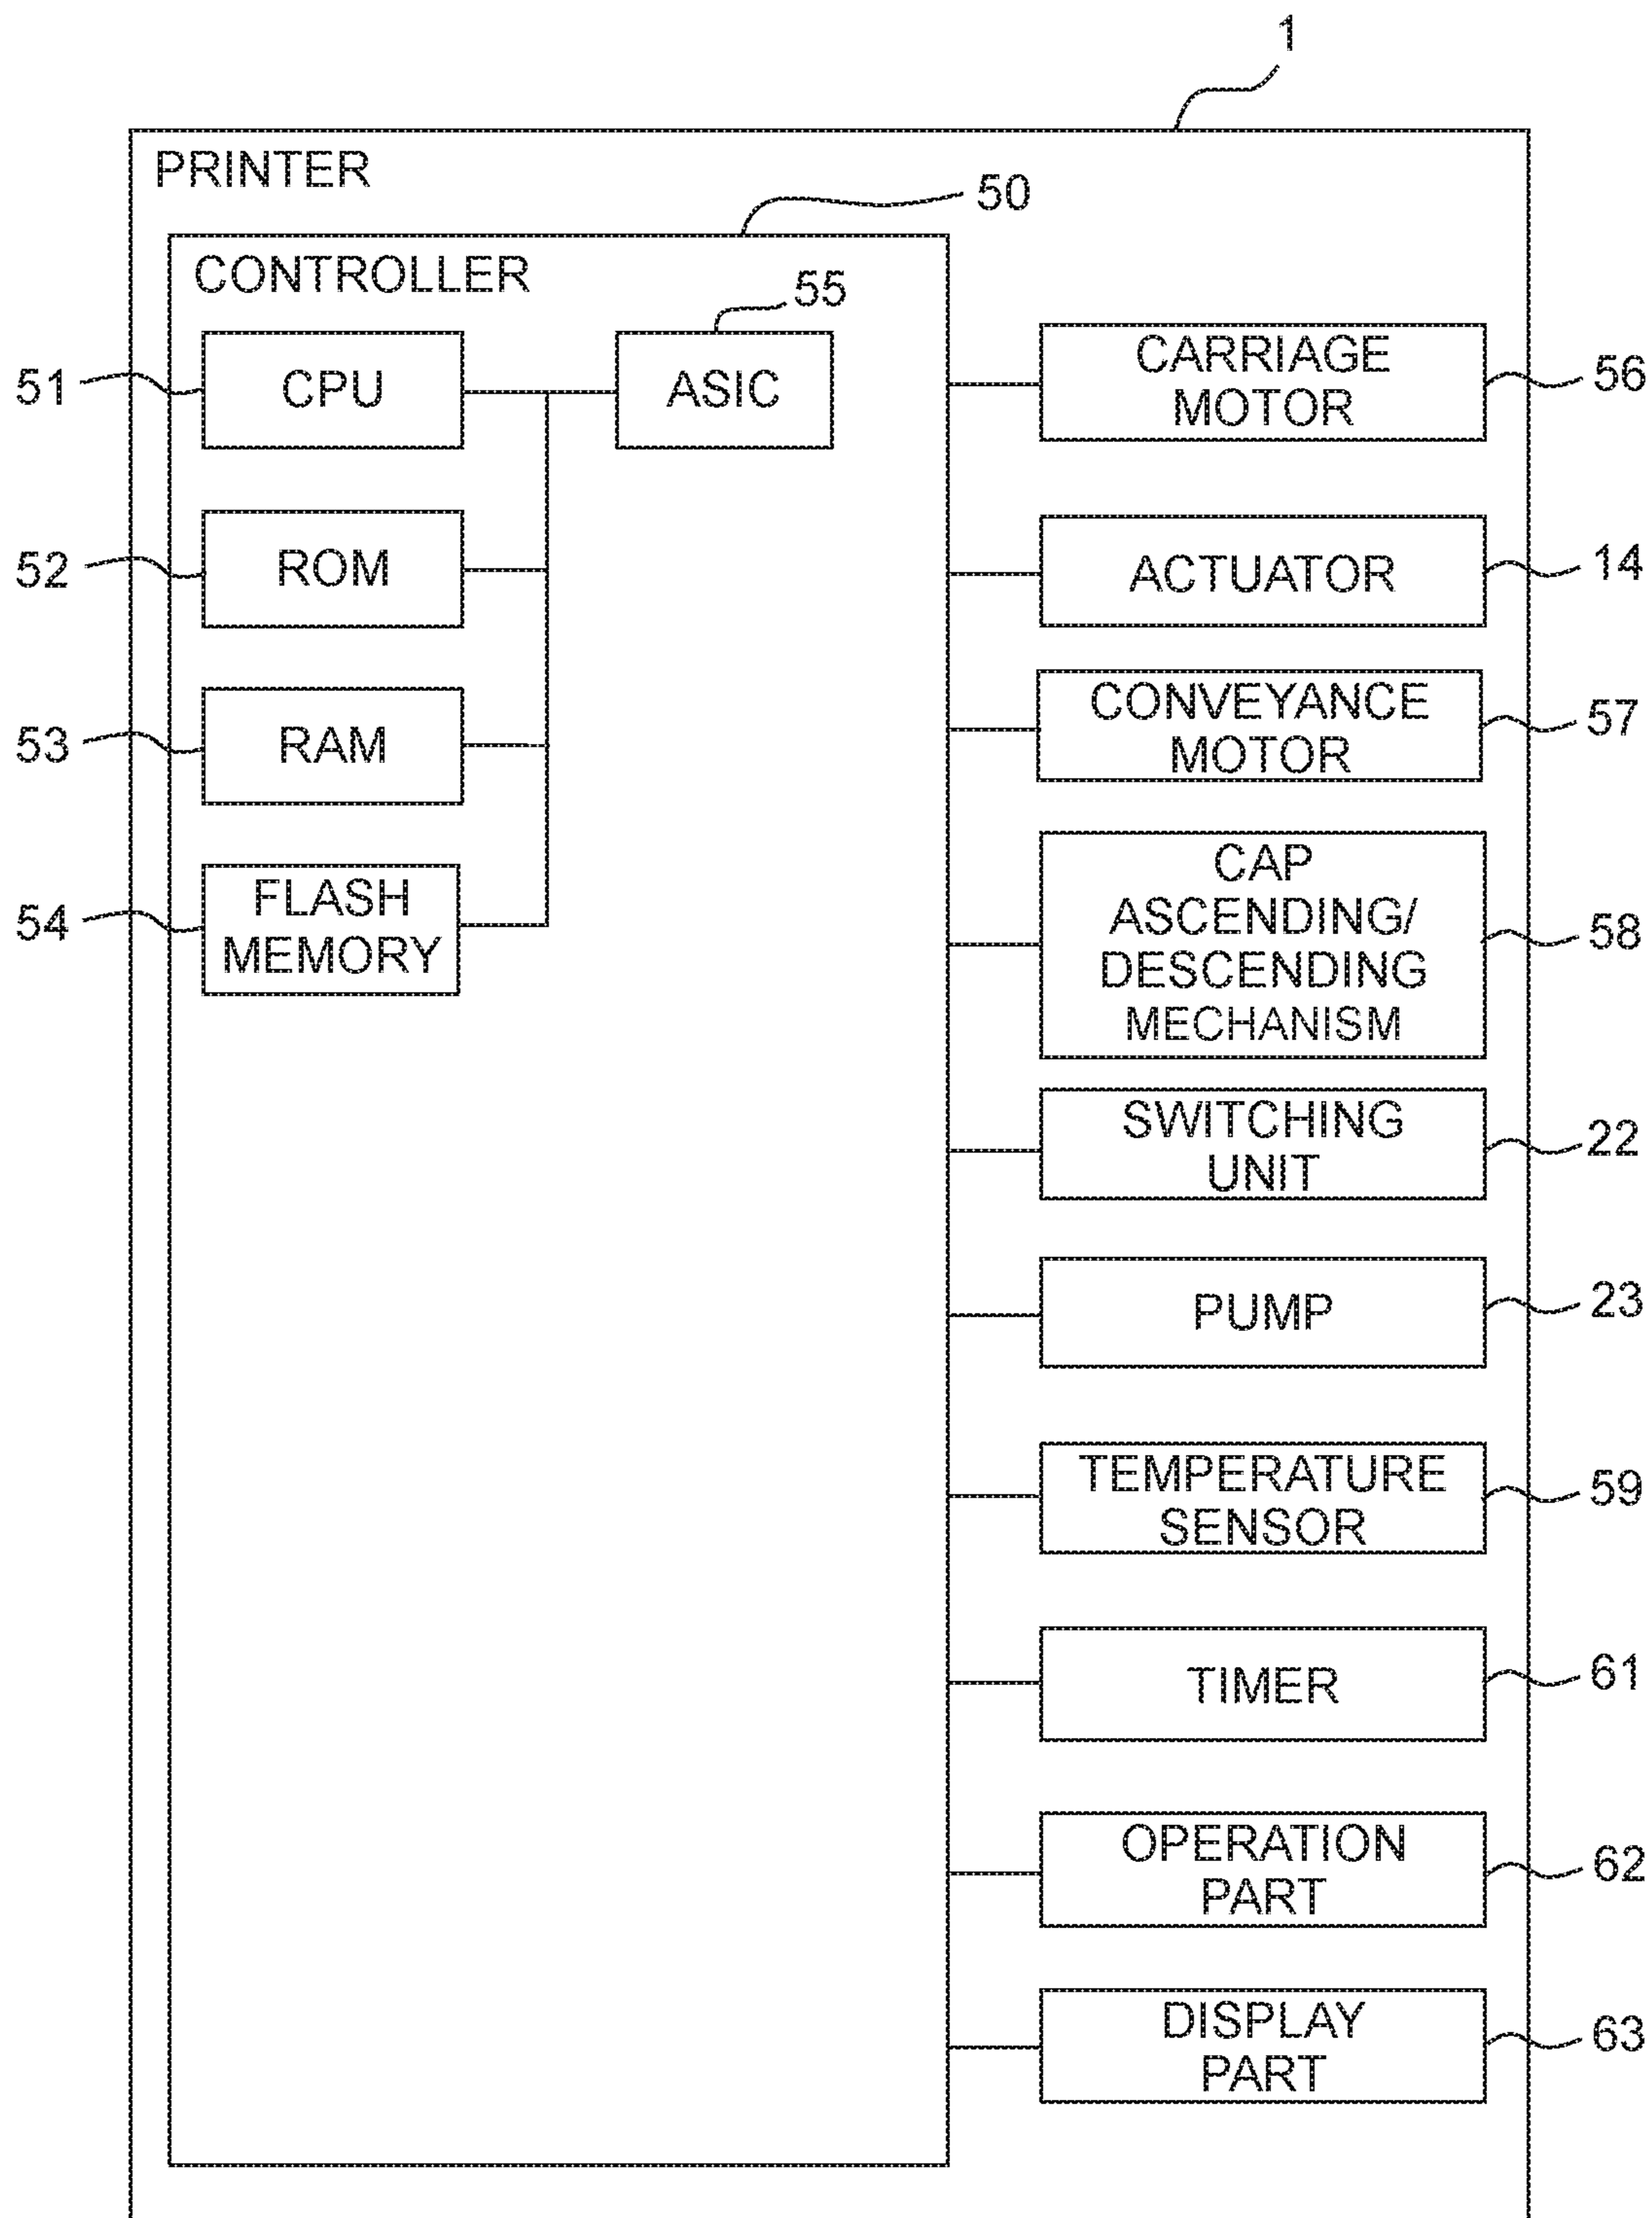 1
PRINTER
50
CONTROLLER
55
51
CPU
ASIC
CARRIAGE
MOTOR
56
52
ROM
ACTUATOR
14
53
RAM
CONVEYANCE
MOTOR
57
54
FLASH
MEMORY
CAP
ASCENDING/
DESCENDING
MECHANISM
58
SWITCHING
UNIT
22
PUMP
23
TEMPERATURE
SENSOR
59
TIMER
61
OPERATION
PART
62
DISPLAY
PART
63